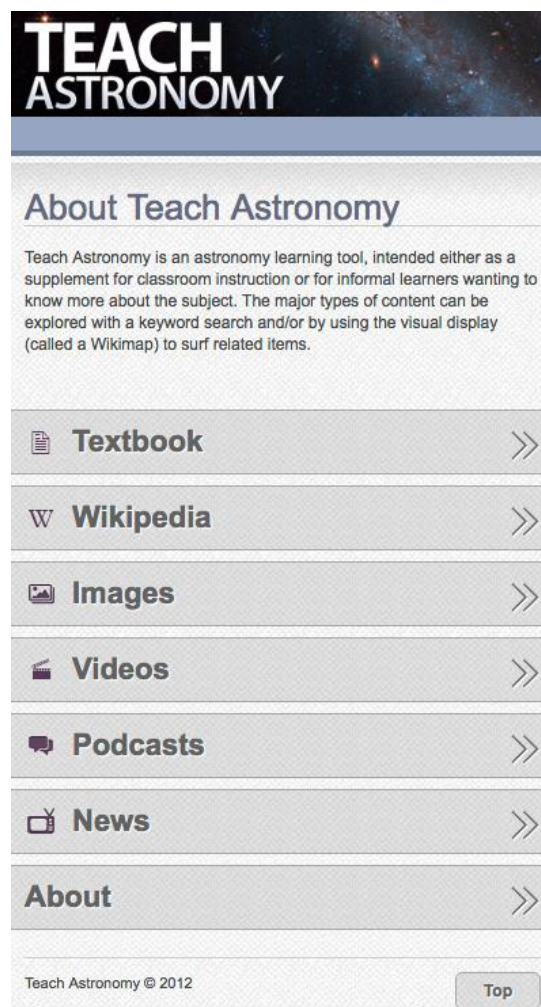 TEACH
ASTRONOMY
About Teach Astronomy
Teach Astronomy is an astronomy learning tool, intended either as a
supplement for classroom instruction or for informal learners wanting to
know more about the subject. The major types of content can be
explored with a keyword search and/or by using the visual display
(called a Wikimap) to surf related items.
Textbook
W Wikipedia
Images
Videos
Podcasts
News
About
Teach Astronomy © 2012
Top